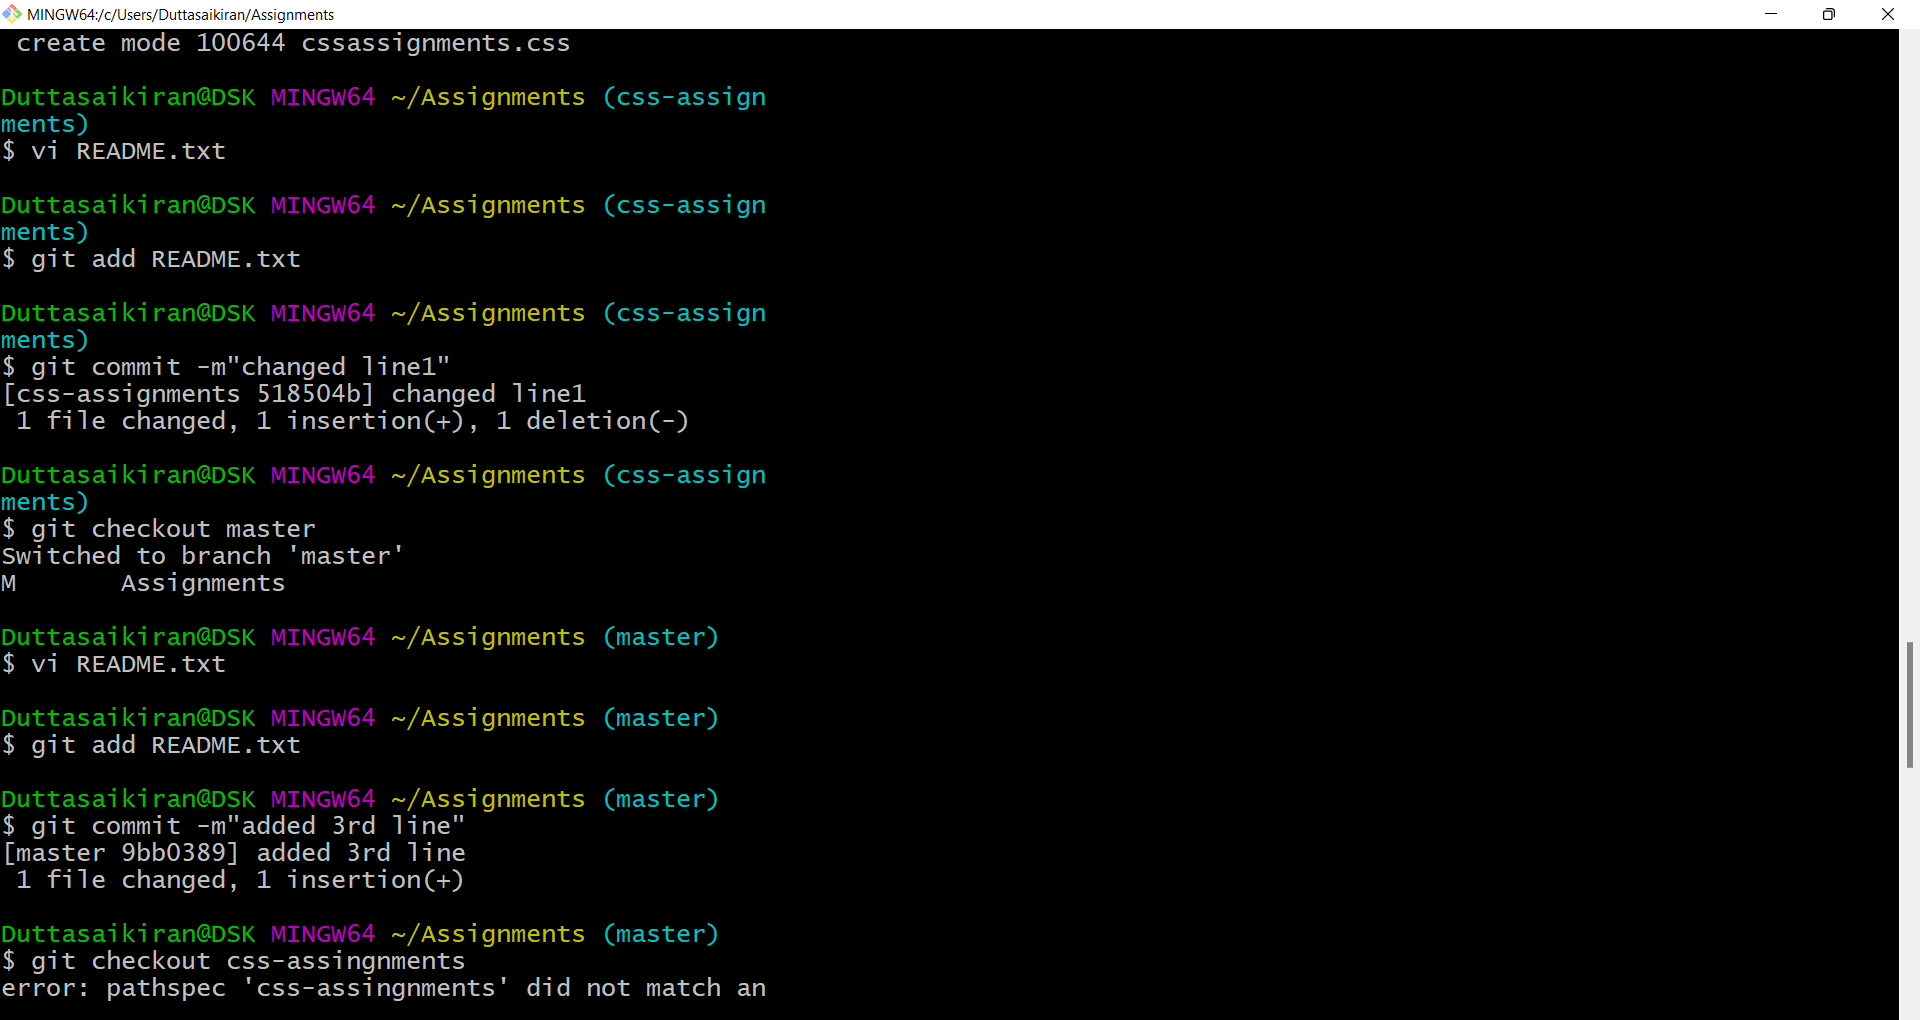 MINGW64:/c/Users/Duttasaikiran/Assignments
create mode 100644 cssassignments.css
Duttasaikiran@DSK MINGW64 ~/Assignments (css-assign
ments)
$ vi README.txt
Duttasaikiran@DSK MINGW64 ~/Assignments (css-assign
ments)
$ git add README.txt
Duttasaikiran@DSK MINGW64 ~/Assignments (css-assign
ments)
$ git commit -m"changed line1"
[css-assignments 518504b] changed line1
1 file changed, 1 insertion(+), 1 deletion(-)
Duttasaikiran@DSK MINGW64 ~/Assignments (css-assign
ments)
$ git checkout master
Switched to branch 'master'
M       Assignments
Duttasaikiran@DSK MINGW64 ~/Assignments (master)
$ vi README.txt
Duttasaikiran@DSK MINGW64 ~/Assignments (master)
$ git add README.txt
Duttasaikiran@DSK MINGW64 ~/Assignments (master)
$ git commit -m"added 3rd line"
[master 9bb0389] added 3rd line
1 file changed, 1 insertion(+)
Duttasaikiran@DSK MINGW64 ~/Assignments (master)
$ git checkout css-assingnments
error: pathspec 'css-assingnments' did not match an